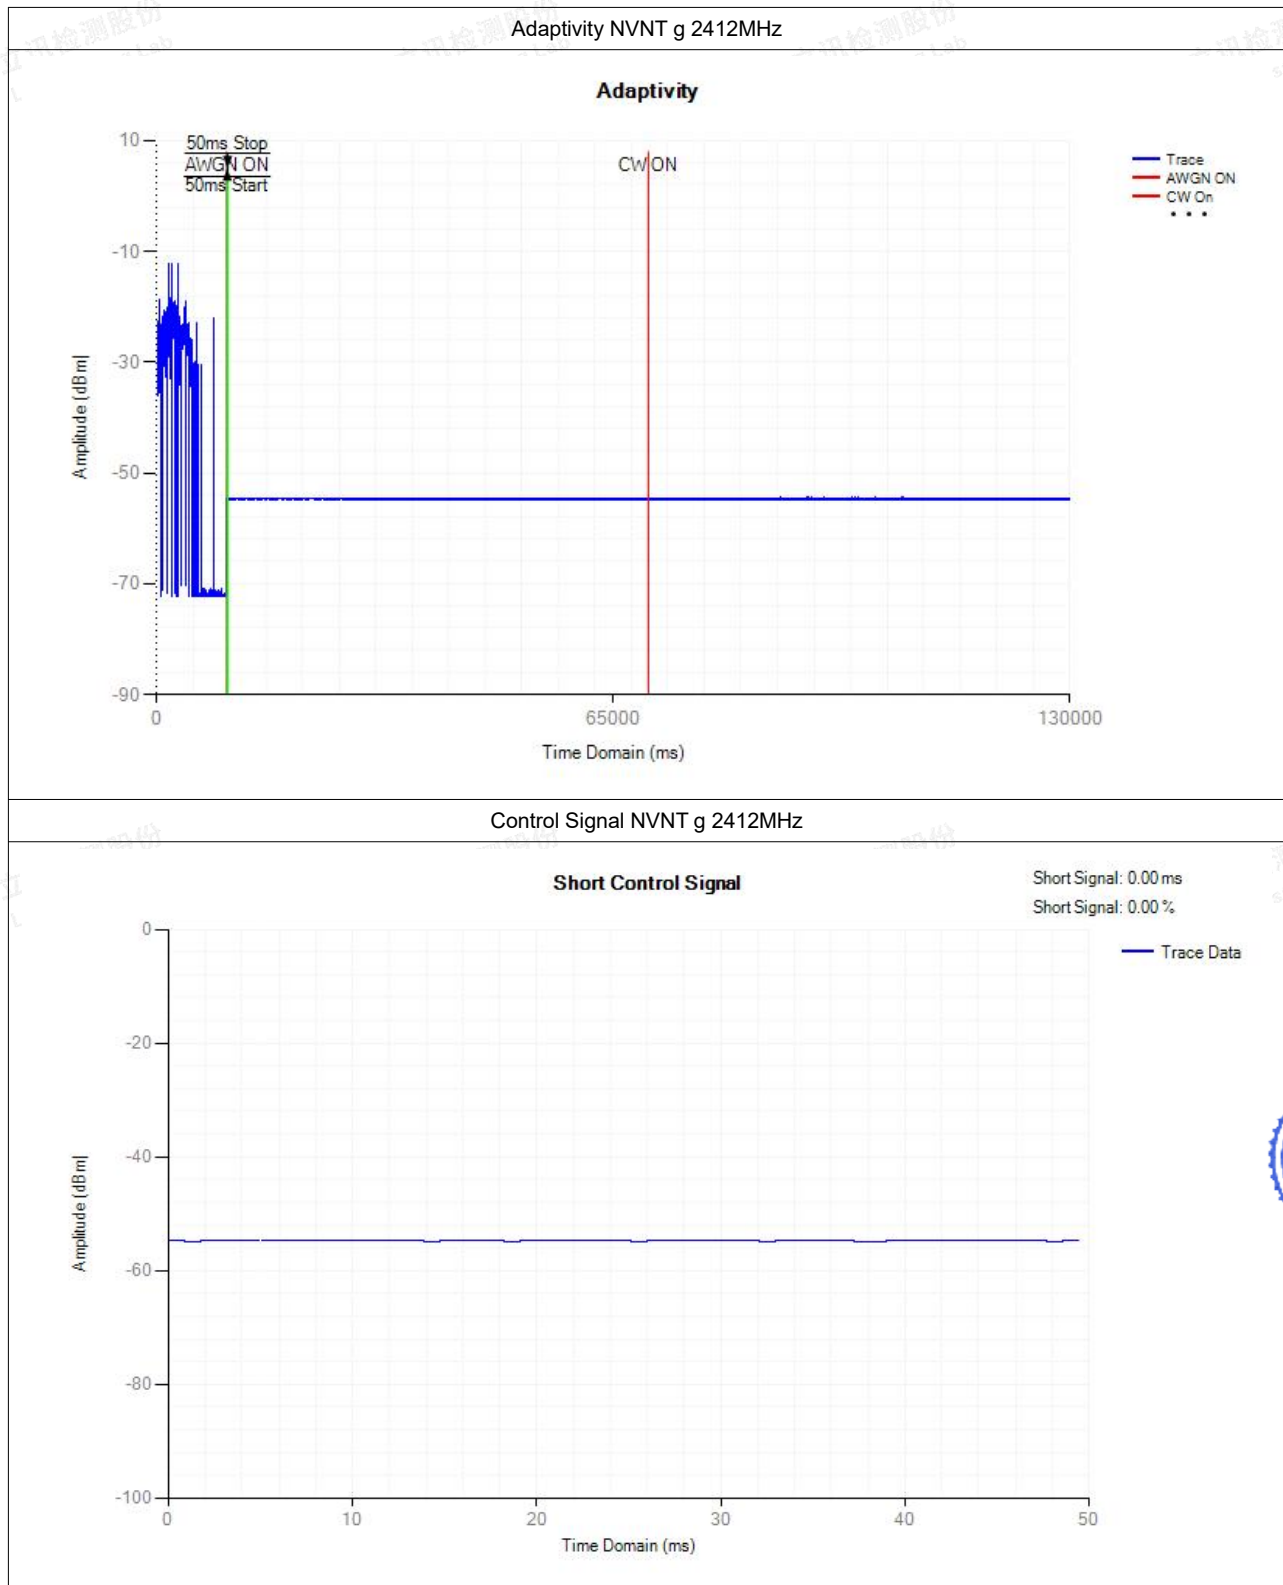 Adaptivity NVNT g 2412MHz
Adaptivity
10
50ms Stop
AWGN ON
50ms Start
CW ON
Trace
AWGN ON
CW On
-10
-30
-50
-70
-90
Amplitude (dBm)
0
65000
130000
Time Domain (ms)
Control Signal NVNT g 2412MHz
Short Control Signal
Short Signal: 0.00 ms
Short Signal: 0.00 %
Trace Data
0
-20
-40
-60
-80
-100
Amplitude (dBm)
0
10
20
30
40
50
Time Domain (ms)